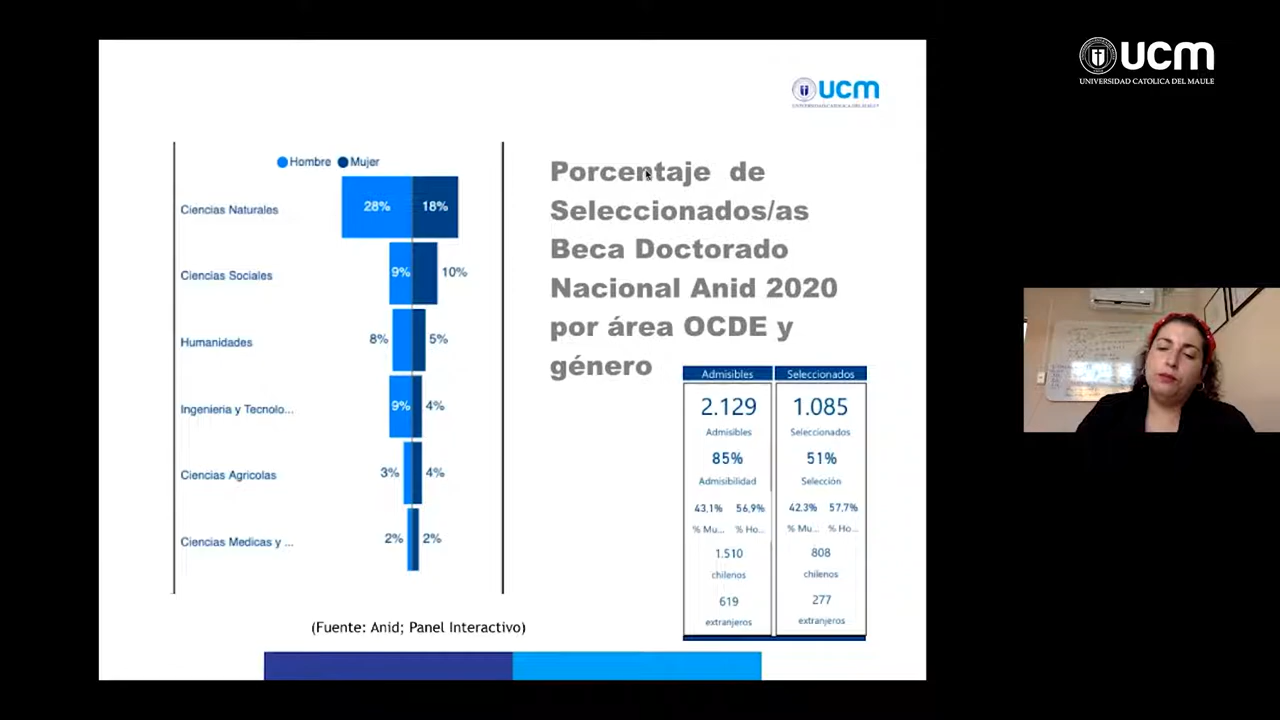 ucm
UNIVERSIDAD CATOLICA DEL MAULE
ucm
UNIVERSIDAD CATOLICA DEL MAULE
Hombre Mujer
Ciencias Naturales 28% 18%
Ciencias Sociales 9% 10%
Humanidades 8% 5%
Ingenieria y Tecnolo... 9% 4%
Ciencias Agricolas 3% 4%
Ciencias Medicas y ... 2% 2%
(Fuente: Anid; Panel Interactivo)
Porcentaje de
Seleccionados/as
Beca Doctorado
Nacional Anid 2020
por área OCDE y
género
Admisibles Seleccionados
2.129 1.085
Admisibles Seleccionados
85% 51%
Admisibilidad Selección
43,1% 56,9% 42,3% 57,7%
% Mu... % Ho... % Mu... % Ho...
1.510 808
chilenos chilenos
619 277
extranjeros extranjeros